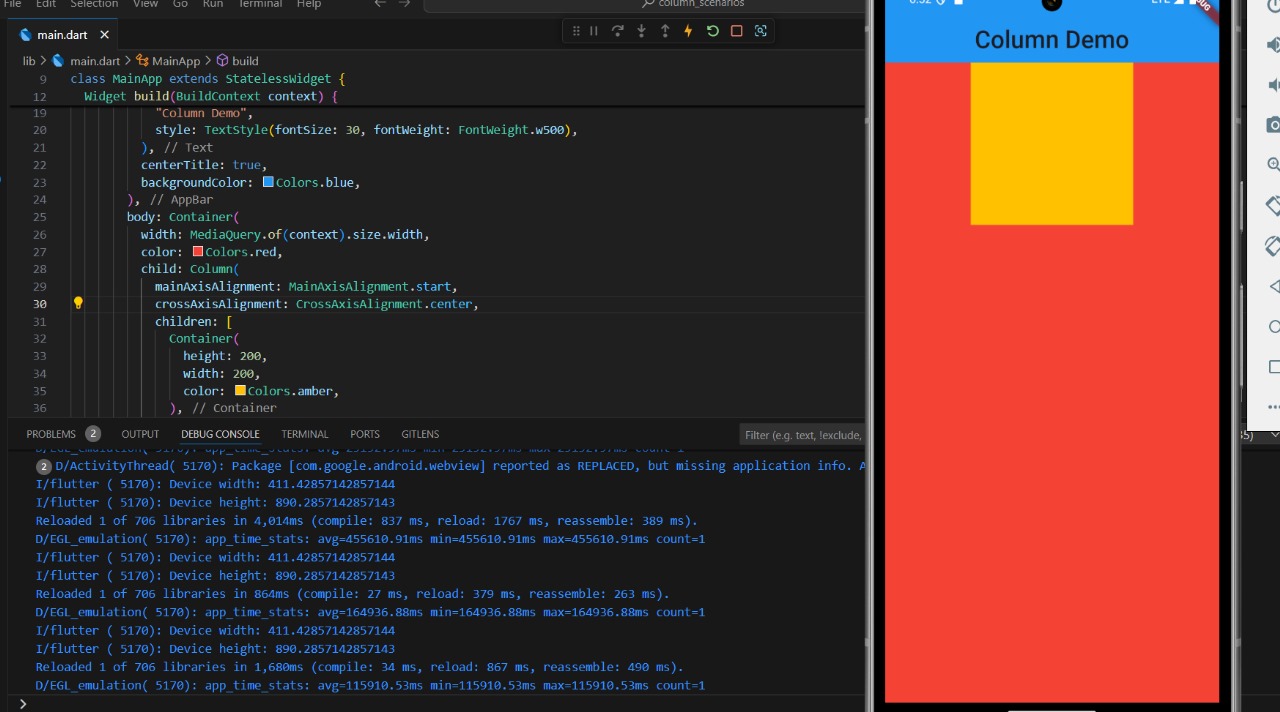 File Edit Selection View Go Run Terminal Help
column_scenarios
main.dart
lib > main.dart > MainApp > build
9 class MainApp extends StatelessWidget {
12 Widget build(BuildContext context) {
19 "Column Demo",
20 style: TextStyle(fontSize: 30, fontWeight: FontWeight.w500),
21 ), // Text
22 centerTitle: true,
23 backgroundColor: Colors.blue,
24 ), // AppBar
25 body: Container(
26 width: MediaQuery.of(context).size.width,
27 color: Colors.red,
28 child: Column(
29 mainAxisAlignment: MainAxisAlignment.start,
30 crossAxisAlignment: CrossAxisAlignment.center,
31 children: [
32 Container(
33 height: 200,
34 width: 200,
35 color: Colors.amber,
36 ), // Container
PROBLEMS 2 OUTPUT DEBUG CONSOLE TERMINAL PORTS GITLENS
Filter (e.g. text, !exclude,
2 D/ActivityThread( 5170): Package [com.google.android.webview] reported as REPLACED, but missing application info. A
I/flutter ( 5170): Device width: 411.42857142857144
I/flutter ( 5170): Device height: 890.2857142857143
Reloaded 1 of 706 libraries in 4,014ms (compile: 837 ms, reload: 1767 ms, reassemble: 389 ms).
D/EGL_emulation( 5170): app_time_stats: avg=455610.91ms min=455610.91ms max=455610.91ms count=1
I/flutter ( 5170): Device width: 411.42857142857144
I/flutter ( 5170): Device height: 890.2857142857143
Reloaded 1 of 706 libraries in 864ms (compile: 27 ms, reload: 379 ms, reassemble: 263 ms).
D/EGL_emulation( 5170): app_time_stats: avg=164936.88ms min=164936.88ms max=164936.88ms count=1
I/flutter ( 5170): Device width: 411.42857142857144
I/flutter ( 5170): Device height: 890.2857142857143
Reloaded 1 of 706 libraries in 1,680ms (compile: 34 ms, reload: 867 ms, reassemble: 490 ms).
D/EGL_emulation( 5170): app_time_stats: avg=115910.53ms min=115910.53ms max=115910.53ms count=1
Column Demo